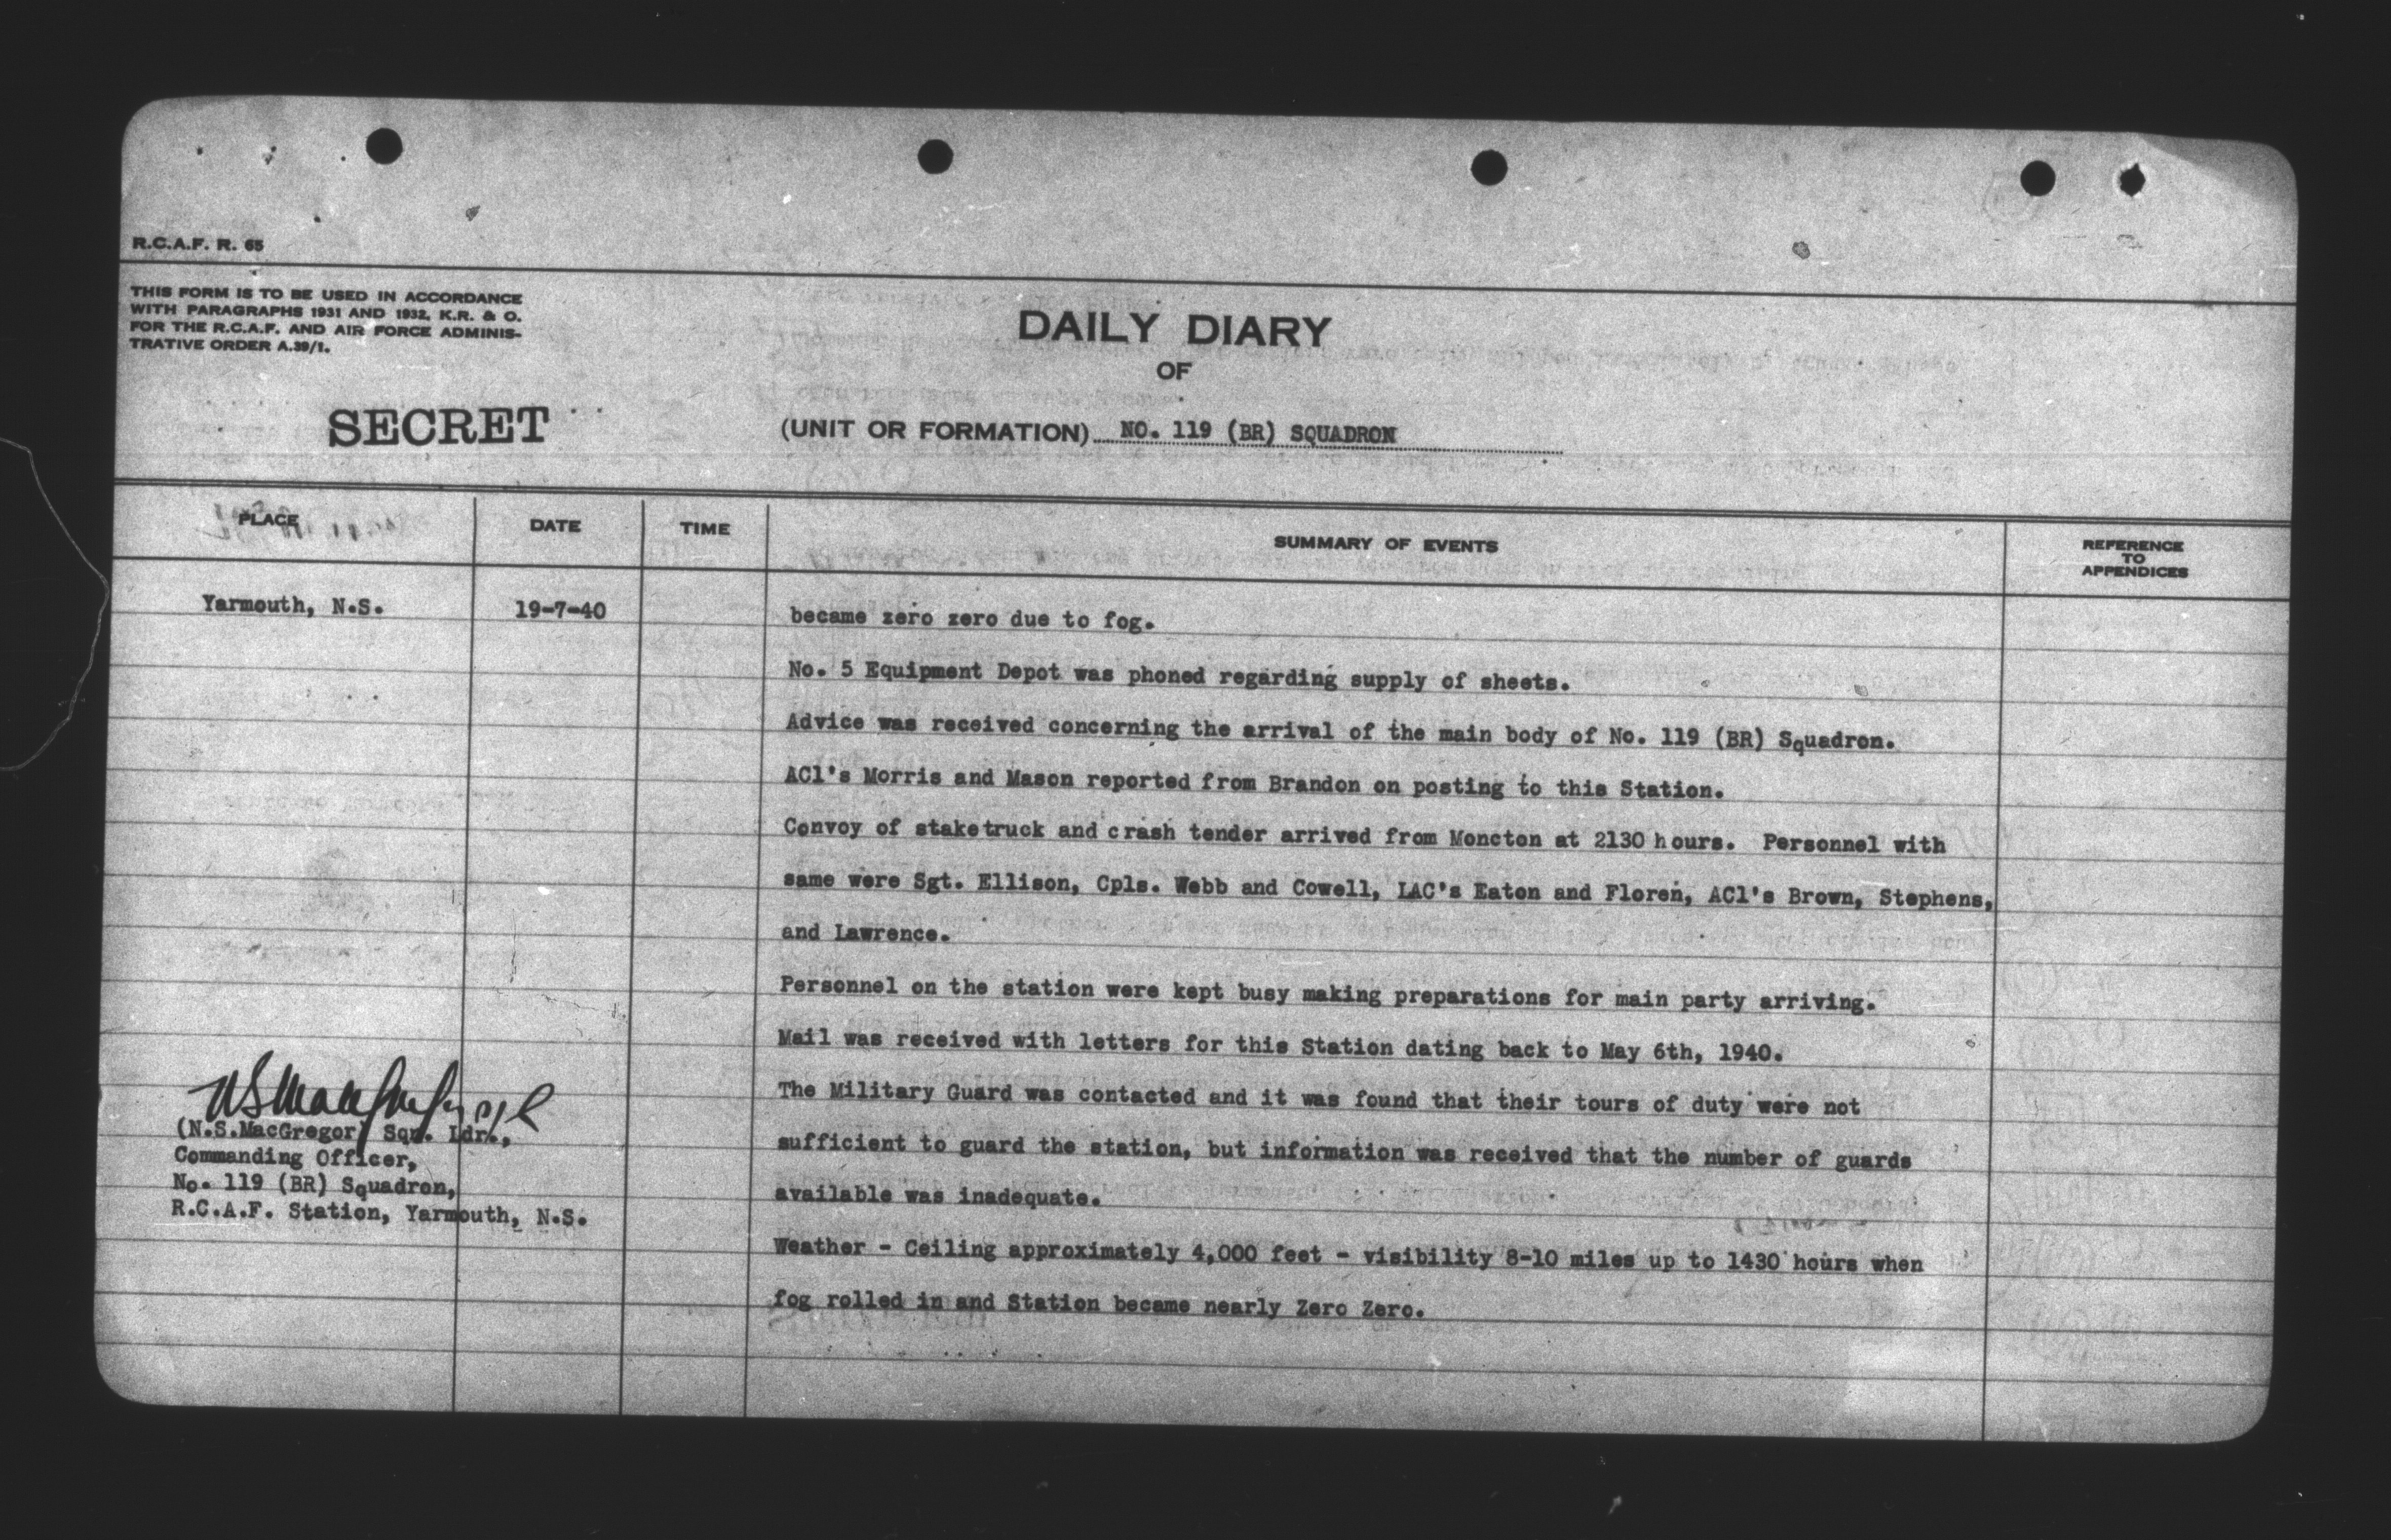 R.C.A.F. R. 65
THIS FORM IS TO BE USED IN ACCORDANCE
WITH PARAGRAPHS 1931 AND 1932, K.R. & O.
FOR THE R.C.A.F. AND AIR FORCE ADMINIS-
TRATIVE ORDER A.39/1.
DAILY DIARY
OF
SECRET
(UNIT OR FORMATION) NO. 119 (BR) SQUADRON
PLACE DATE TIME SUMMARY OF EVENTS REFERENCE
TO
APPENDICES
Yarmouth, N.S. 19-7-40 became zero zero due to fog.
No. 5 Equipment Depot was phoned regarding supply of sheets.
Advice was received concerning the arrival of the main body of No. 119 (BR) Squadron.
AC1's Morris and Mason reported from Brandon on posting to this Station.
Convoy of stake truck and crash tender arrived from Moncton at 2130 hours. Personnel with
same were Sgt. Ellison, Cpls. Webb and Cowell, LAC's Eaton and Floren, AC1's Brown, Stephens,
and Lawrence.
Personnel on the station were kept busy making preparations for main party arriving.
Mail was received with letters for this Station dating back to May 6th, 1940.
The Military Guard was contacted and it was found that their tours of duty were not
sufficient to guard the station, but information was received that the number of guards
available was inadequate.
Weather - Ceiling approximately 4,000 feet - visibility 8-10 miles up to 1430 hours when
fog rolled in and Station became nearly Zero Zero.
NSMacGregor S/L
(N.S.MacGregor) Sqn. Ldr.,
Commanding Officer,
No. 119 (BR) Squadron,
R.C.A.F. Station, Yarmouth, N.S.